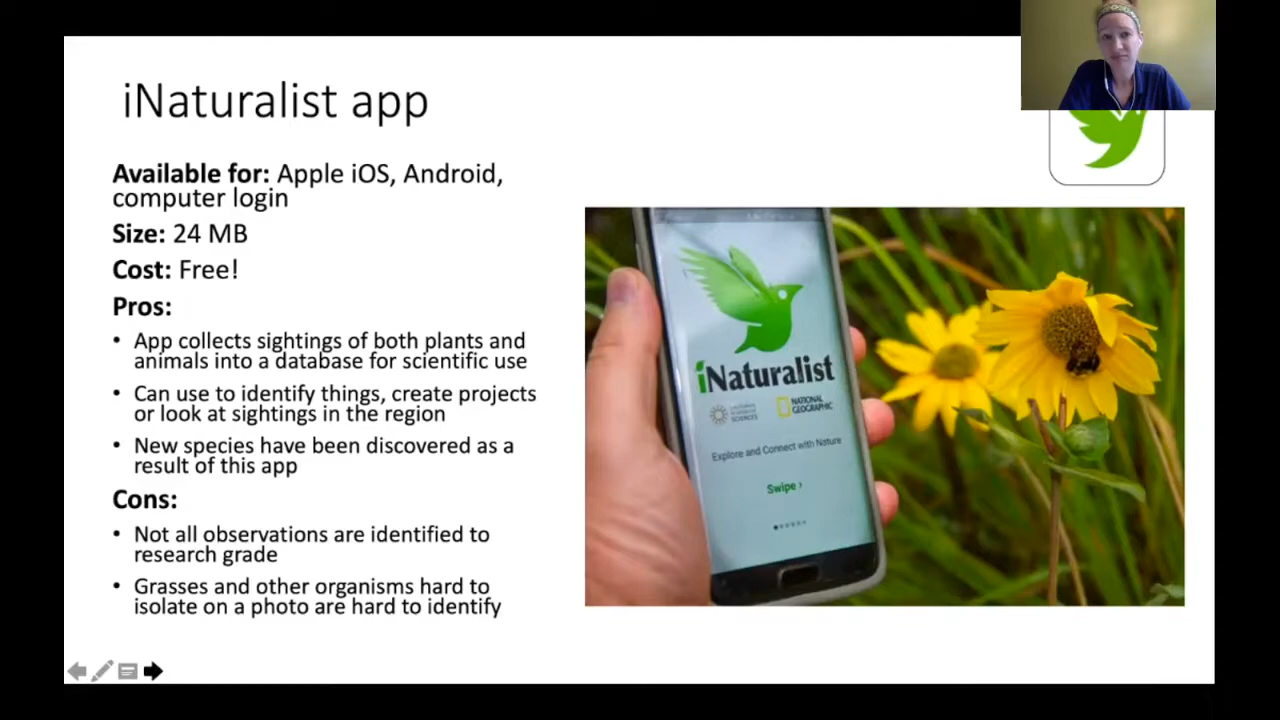 iNaturalist app
Available for: Apple iOS, Android,
computer login
Size: 24 MB
Cost: Free!
Pros:
• App collects sightings of both plants and
animals into a database for scientific use
• Can use to identify things, create projects
or look at sightings in the region
• New species have been discovered as a
result of this app
Cons:
• Not all observations are identified to
research grade
• Grasses and other organisms hard to
isolate on a photo are hard to identify
iNaturalist
SCIENCES
NATIONAL
GEOGRAPHIC
Explore and Connect with Nature
Swipe ›